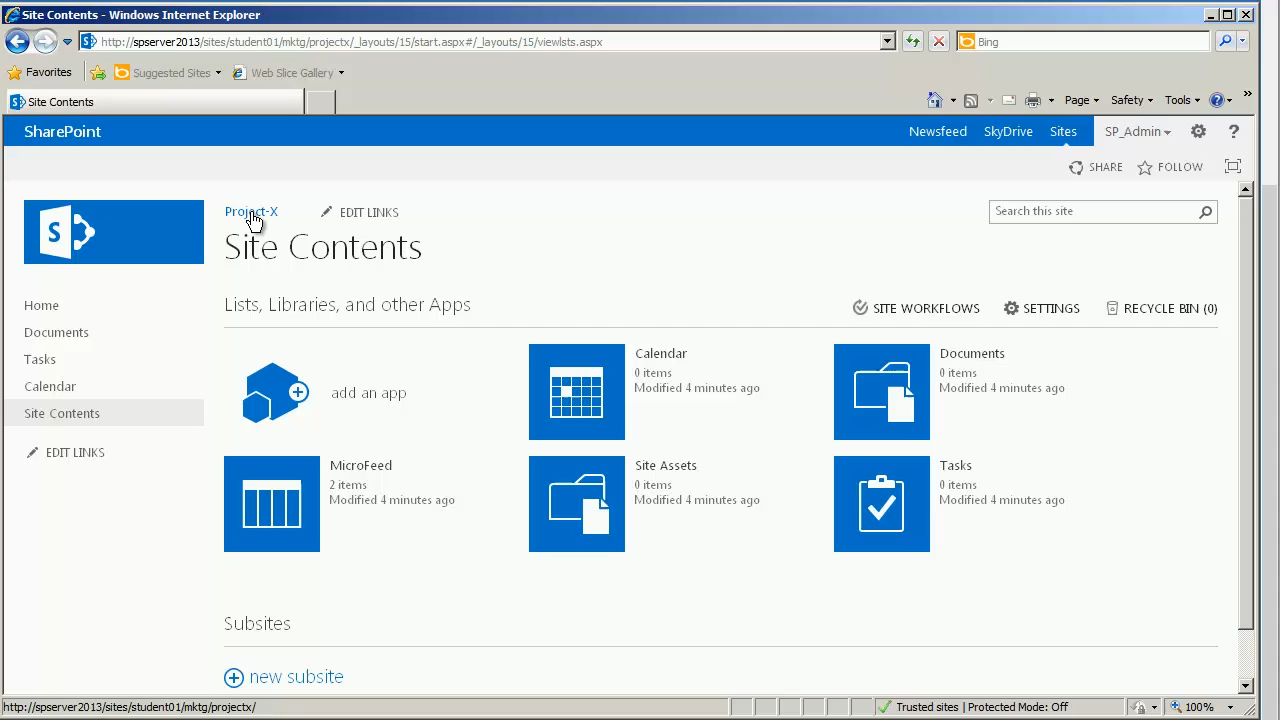 Site Contents - Windows Internet Explorer
http://spserver2013/sites/student01/mktg/projectx/_layouts/15/start.aspx#/_layouts/15/viewlsts.aspx
Bing
Favorites
Suggested Sites
Web Slice Gallery
Site Contents
Page
Safety
Tools
SharePoint
Newsfeed
SkyDrive
Sites
SP_Admin
SHARE
FOLLOW
Project-X
EDIT LINKS
Search this site
Site Contents
Home
Documents
Tasks
Calendar
Site Contents
EDIT LINKS
Lists, Libraries, and other Apps
SITE WORKFLOWS
SETTINGS
RECYCLE BIN (0)
add an app
Calendar
0 items
Modified 4 minutes ago
Documents
0 items
Modified 4 minutes ago
MicroFeed
2 items
Modified 4 minutes ago
Site Assets
0 items
Modified 4 minutes ago
Tasks
0 items
Modified 4 minutes ago
Subsites
new subsite
http://spserver2013/sites/student01/mktg/projectx/
Trusted sites | Protected Mode: Off
100%